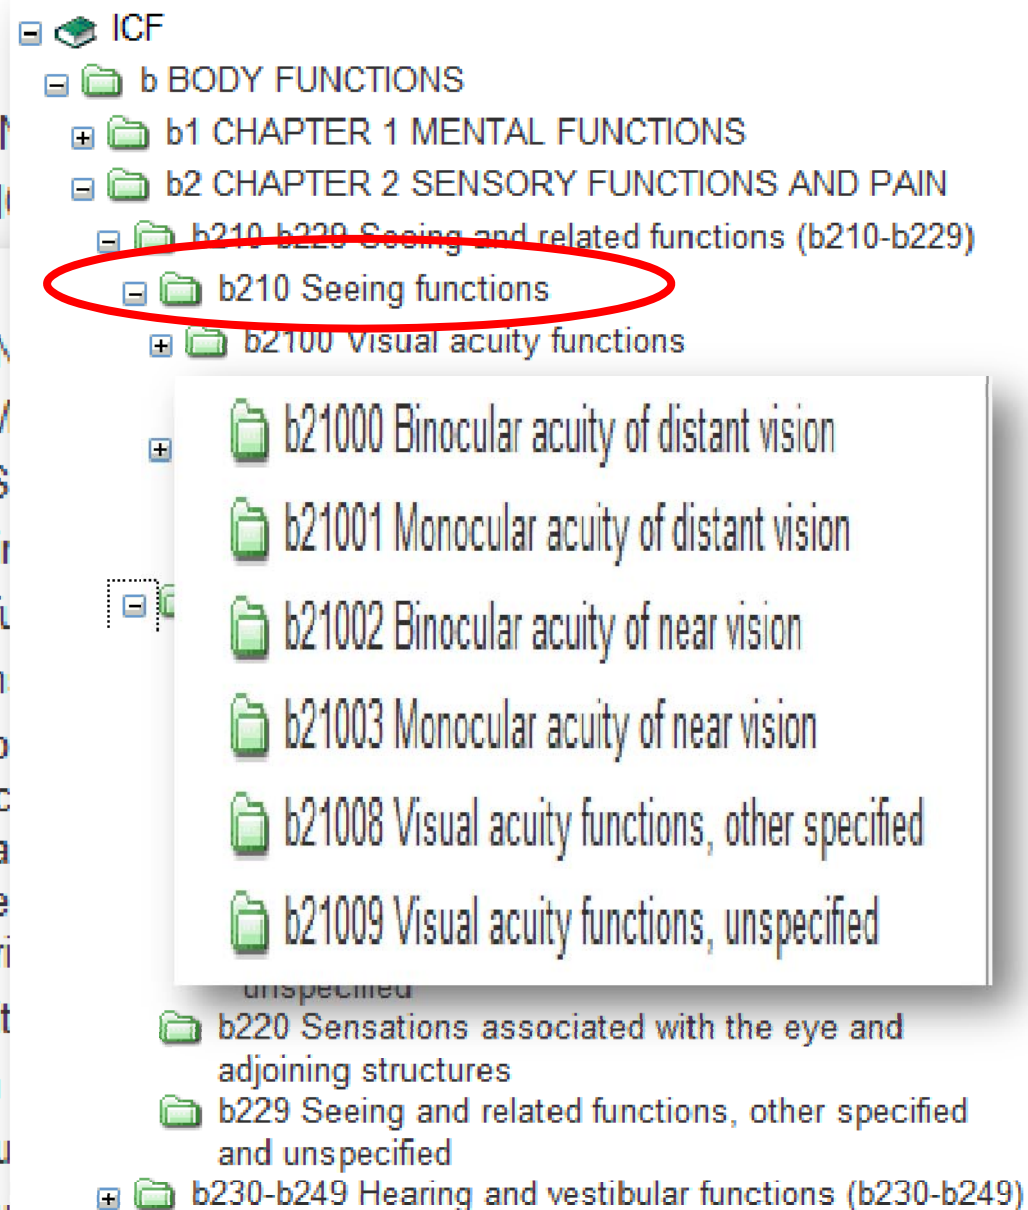 ICF
b BODY FUNCTIONS
b1 CHAPTER 1 MENTAL FUNCTIONS
b2 CHAPTER 2 SENSORY FUNCTIONS AND PAIN
b210-b229 Seeing and related functions (b210-b229)
b210 Seeing functions
b2100 Visual acuity functions
b21000 Binocular acuity of distant vision
b21001 Monocular acuity of distant vision
b21002 Binocular acuity of near vision
b21003 Monocular acuity of near vision
b21008 Visual acuity functions, other specified
b21009 Visual acuity functions, unspecified
unspecified
b220 Sensations associated with the eye and
adjoining structures
b229 Seeing and related functions, other specified
and unspecified
b230-b249 Hearing and vestibular functions (b230-b249)